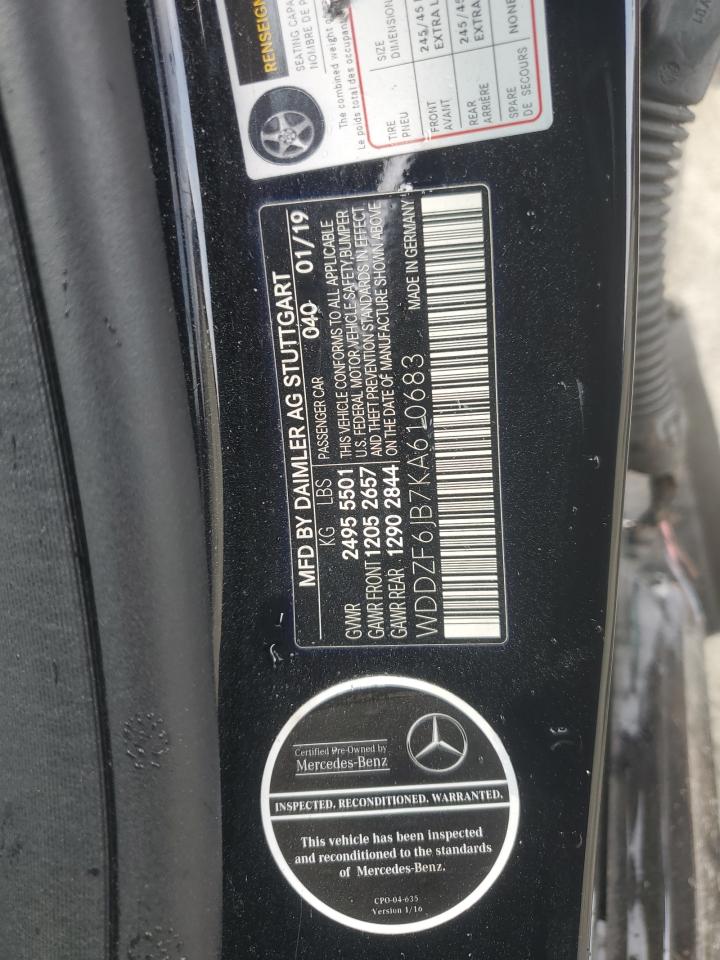 RENSEIGN
SEATING CAPA
NOMBRE DE P
The combined weight of
Le poids total des occupant
TIRE SIZE
PNEU DIMENSION
FRONT 245/45
AVANT EXTRA L
REAR 245/45
ARRIÈRE EXTRA
SPARE NONE
DE SECOURS
MFD BY DAIMLER AG STUTTGART
KG LBS PASSENGER CAR 040 01/19
GVWR 2495 5501
GAWR FRONT 1205 2657
GAWR REAR 1290 2844
THIS VEHICLE CONFORMS TO ALL APPLICABLE
U.S. FEDERAL MOTOR VEHICLE SAFETY, BUMPER
AND THEFT PREVENTION STANDARDS IN EFFECT
ON THE DATE OF MANUFACTURE SHOWN ABOVE
WDDZF6JB7KA610683 MADE IN GERMANY
Certified Pre-Owned by
Mercedes-Benz
INSPECTED. RECONDITIONED. WARRANTED.
This vehicle has been inspected
and reconditioned to the standards
of Mercedes-Benz.
CPO-04-635
Version 1/16